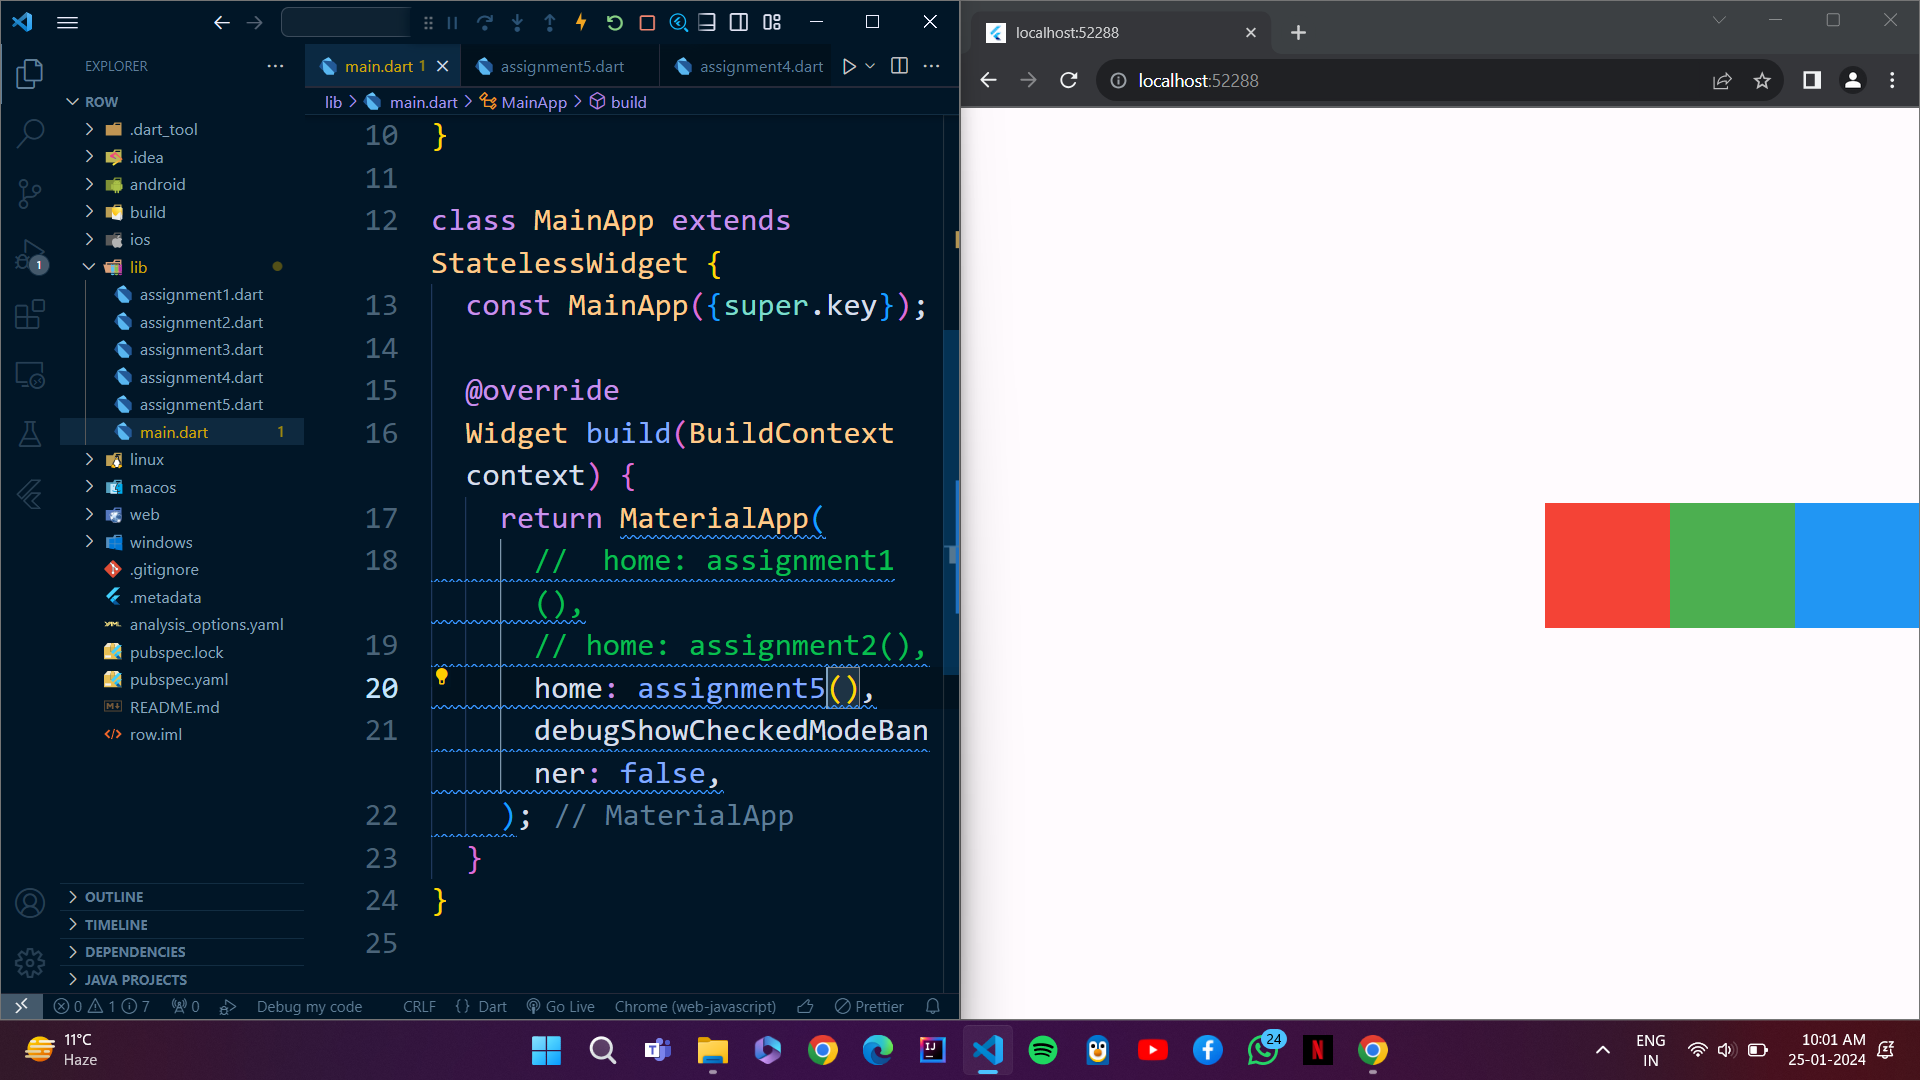 localhost:52288
main.dart 1
assignment5.dart
assignment4.dart
EXPLORER
lib > main.dart > MainApp > build
localhost:52288
ROW
.dart_tool
.idea
android
build
ios
lib
assignment1.dart
assignment2.dart
assignment3.dart
assignment4.dart
assignment5.dart
main.dart 1
linux
macos
web
windows
.gitignore
.metadata
analysis_options.yaml
pubspec.lock
pubspec.yaml
README.md
row.iml
OUTLINE
TIMELINE
DEPENDENCIES
JAVA PROJECTS
1
10 }
11
12 class MainApp extends
StatelessWidget {
13 const MainApp({super.key});
14
15 @override
16 Widget build(BuildContext
context) {
17 return MaterialApp(
18 //  home: assignment1
(),
19 // home: assignment2(),
20 home: assignment5(),
21 debugShowCheckedModeBan
ner: false,
22 ); // MaterialApp
23 }
24 }
25
0 1 7 0 Debug my code CRLF {} Dart Go Live Chrome (web-javascript) Prettier
11°C
Haze
24
ENG
IN
10:01 AM
25-01-2024